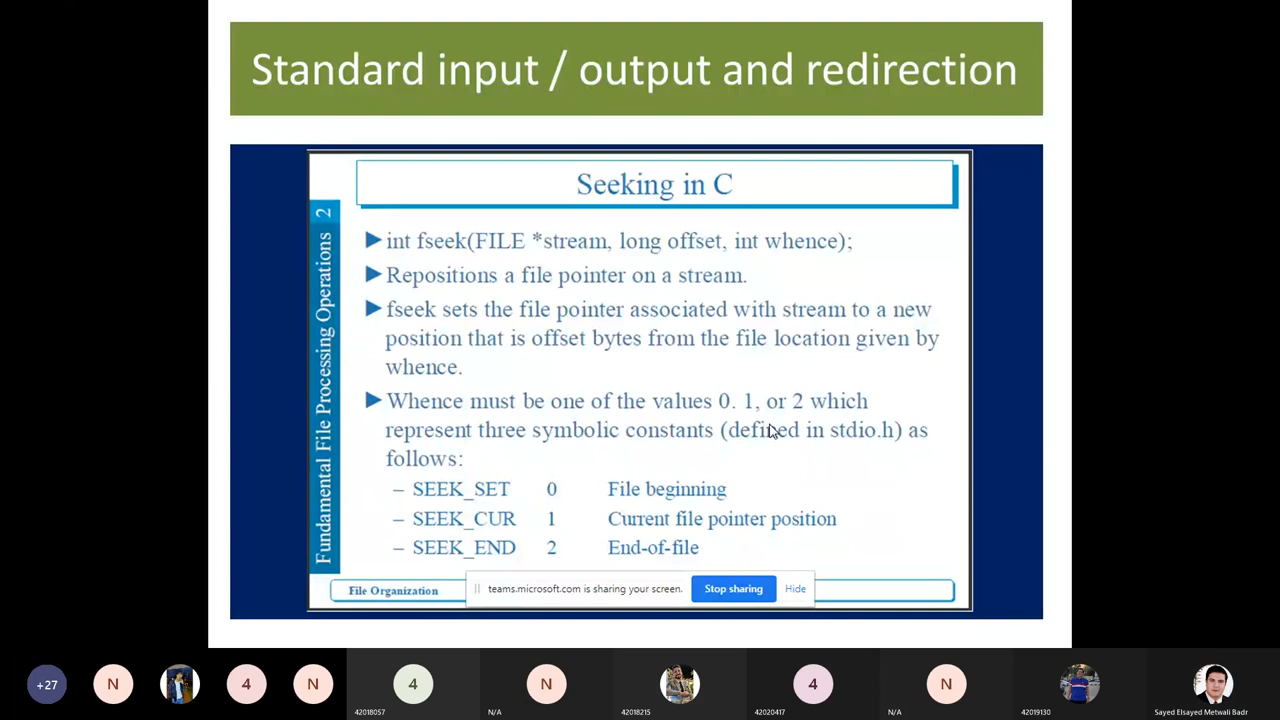 Standard input / output and redirection
Seeking in C
Fundamental File Processing Operations 2
►int fseek(FILE *stream, long offset, int whence);
►Repositions a file pointer on a stream.
►fseek sets the file pointer associated with stream to a new
position that is offset bytes from the file location given by
whence.
►Whence must be one of the values 0. 1, or 2 which
represent three symbolic constants (defined in stdio.h) as
follows:
– SEEK_SET 0 File beginning
– SEEK_CUR 1 Current file pointer position
– SEEK_END 2 End-of-file
File Organization
teams.microsoft.com is sharing your screen. Stop sharing Hide
+27 N 4 N 4 N 4 N
42018057 N/A 42018215 42020417 N/A 42019130 Sayed Elsayed Metwali Badr